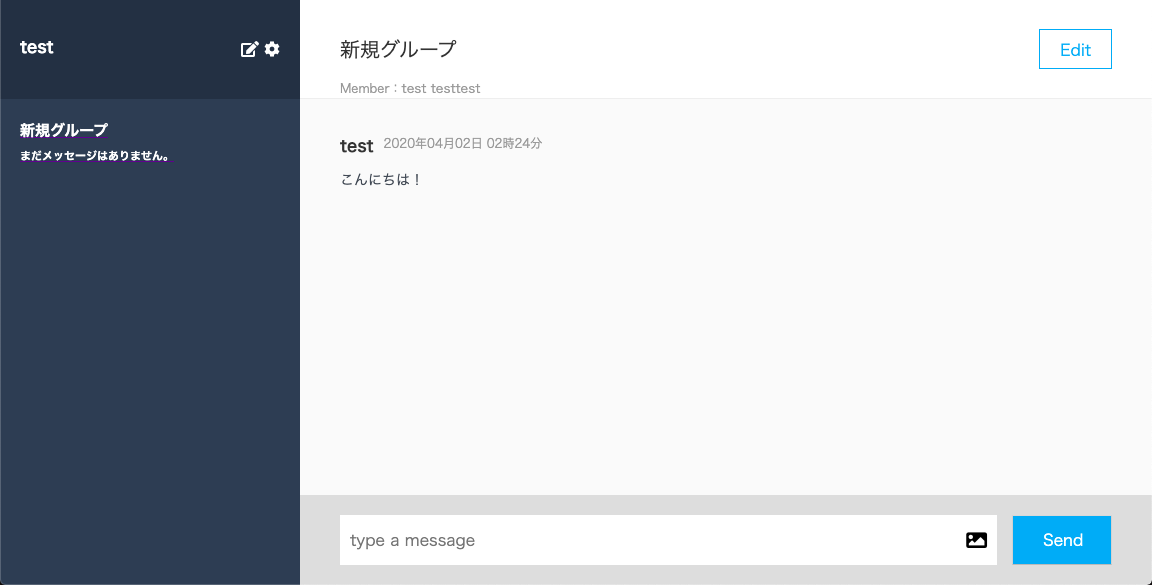 test
新規グループ
まだメッセージはありません。
新規グループ
Edit
Member：test testtest
test 2020年04月02日 02時24分
こんにちは！
type a message
Send